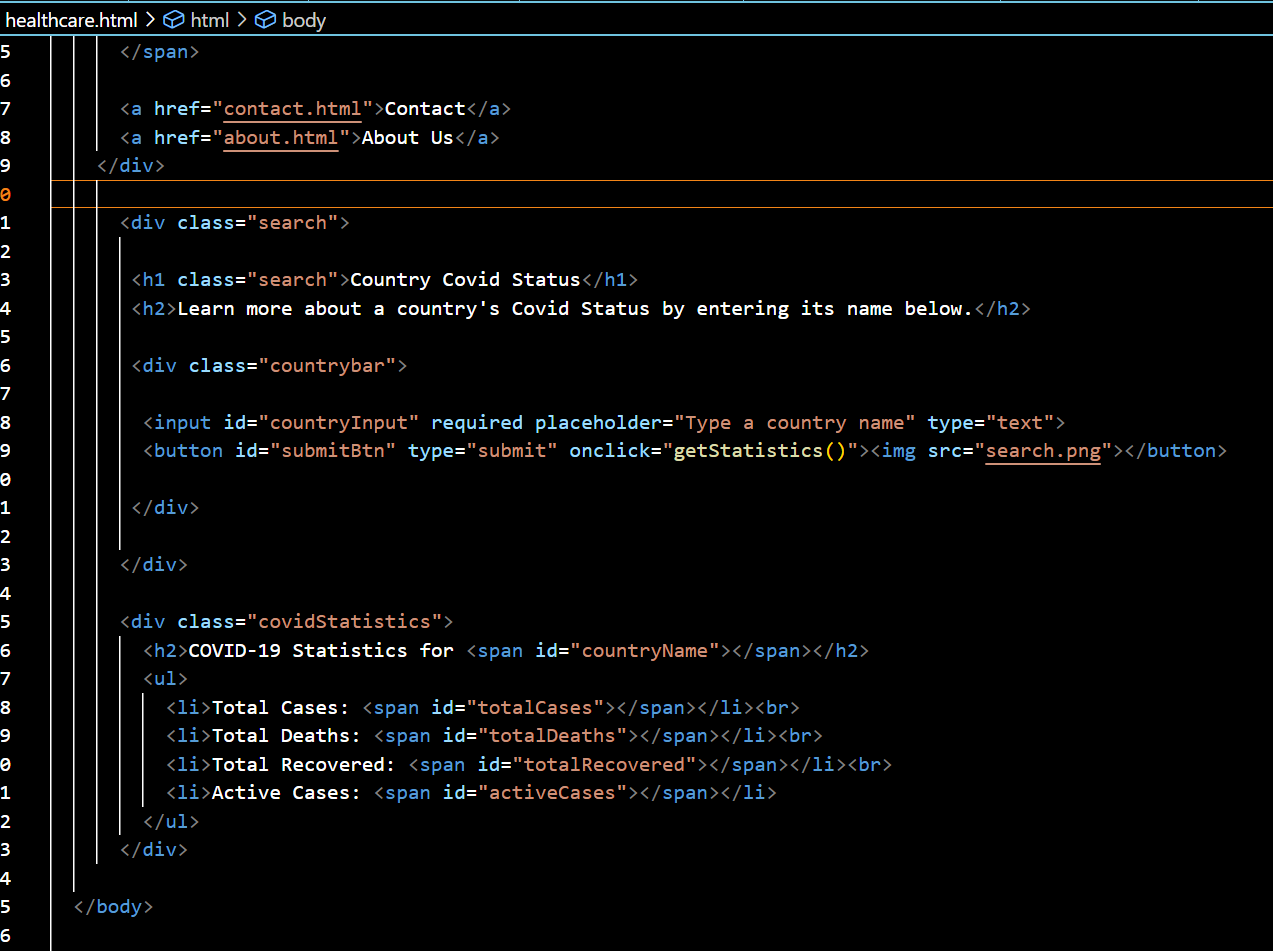 healthcare.html > html > body
5 </span>
6
7 <a href="contact.html">Contact</a>
8 <a href="about.html">About Us</a>
9 </div>
0
1 <div class="search">
2
3 <h1 class="search">Country Covid Status</h1>
4 <h2>Learn more about a country's Covid Status by entering its name below.</h2>
5
6 <div class="countrybar">
7
8 <input id="countryInput" required placeholder="Type a country name" type="text">
9 <button id="submitBtn" type="submit" onclick="getStatistics()"><img src="search.png"></button>
0
1 </div>
2
3 </div>
4
5 <div class="covidStatistics">
6 <h2>COVID-19 Statistics for <span id="countryName"></span></h2>
7 <ul>
8 <li>Total Cases: <span id="totalCases"></span></li><br>
9 <li>Total Deaths: <span id="totalDeaths"></span></li><br>
0 <li>Total Recovered: <span id="totalRecovered"></span></li><br>
1 <li>Active Cases: <span id="activeCases"></span></li>
2 </ul>
3 </div>
4
5 </body>
6